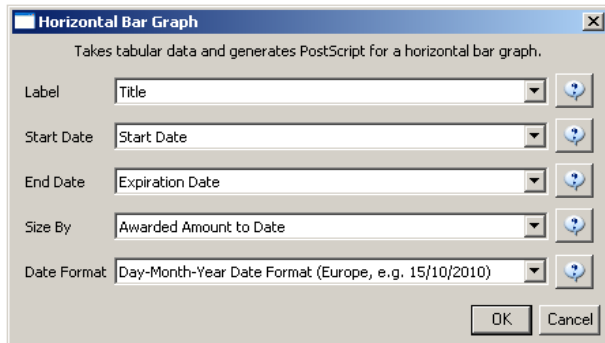 Horizontal Bar Graph
Takes tabular data and generates PostScript for a horizontal bar graph.
Label Title
Start Date Start Date
End Date Expiration Date
Size By Awarded Amount to Date
Date Format Day-Month-Year Date Format (Europe, e.g. 15/10/2010)
OK Cancel